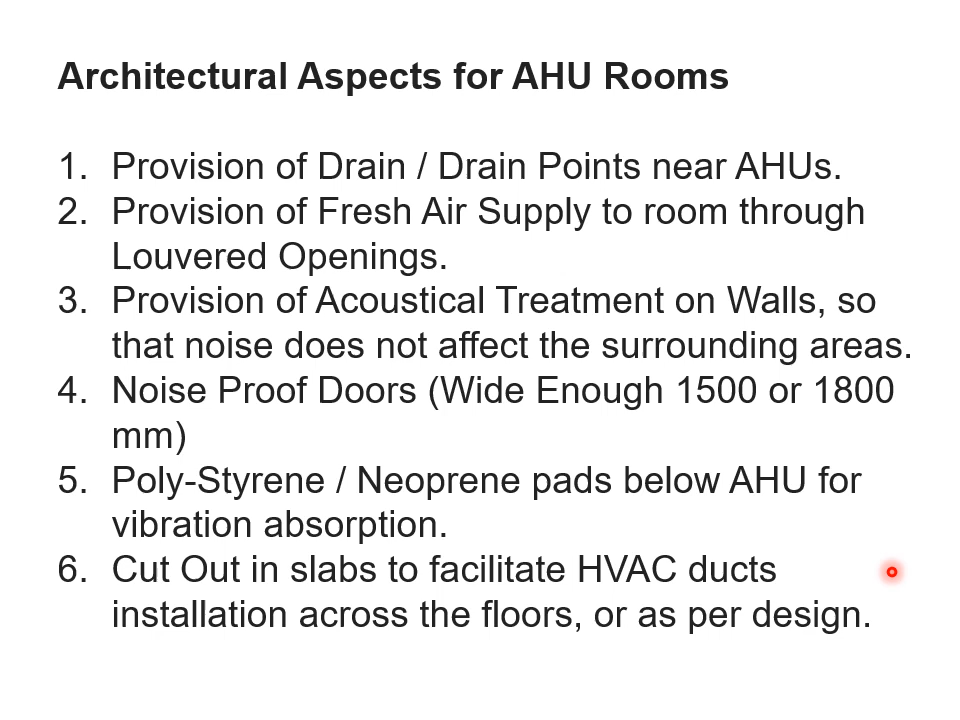 Architectural Aspects for AHU Rooms
1. Provision of Drain / Drain Points near AHUs.
2. Provision of Fresh Air Supply to room through
Louvered Openings.
3. Provision of Acoustical Treatment on Walls, so
that noise does not affect the surrounding areas.
4. Noise Proof Doors (Wide Enough 1500 or 1800
mm)
5. Poly-Styrene / Neoprene pads below AHU for
vibration absorption.
6. Cut Out in slabs to facilitate HVAC ducts
installation across the floors, or as per design.